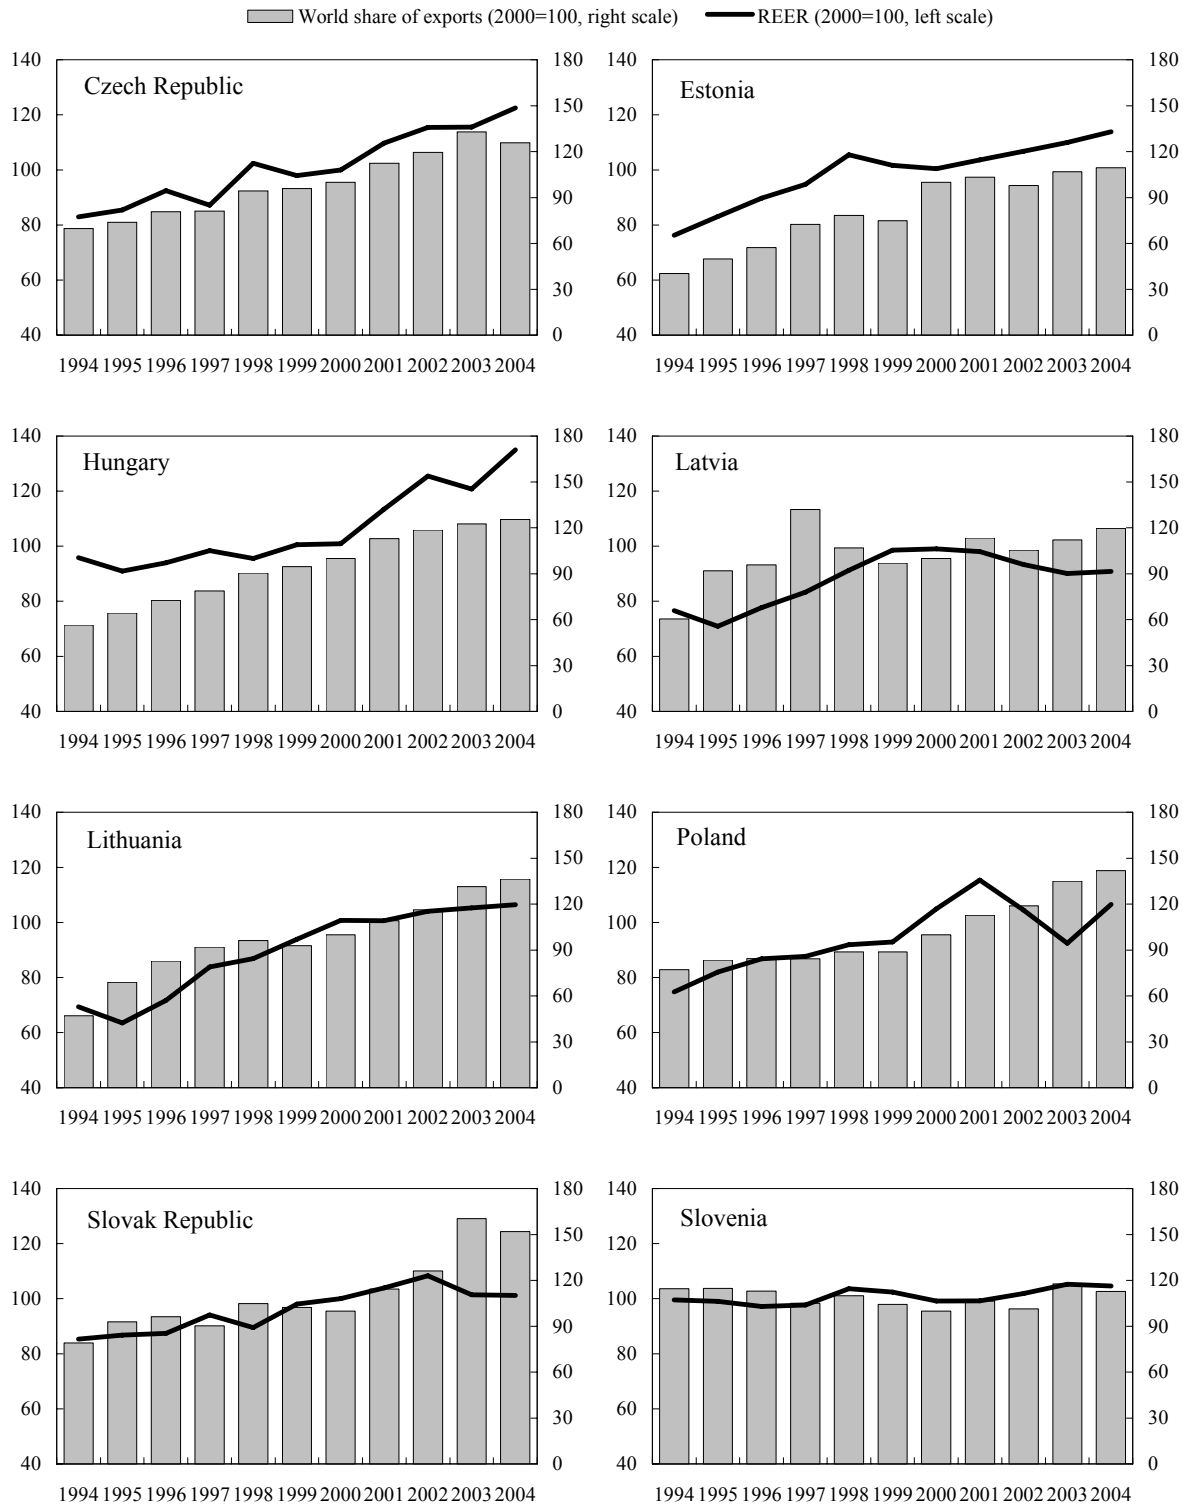 World share of exports (2000=100, right scale) REER (2000=100, left scale)
140 180 140 180
Czech Republic Estonia
120 150 120 150
100 120 100 120
90 90
80 80
60 60
60 60
30 30
40 0 40 0
1994 1995 1996 1997 1998 1999 2000 2001 2002 2003 2004 1994 1995 1996 1997 1998 1999 2000 2001 2002 2003 2004
140 180 140 180
Hungary Latvia
120 150 120 150
100 120 100 120
90 90
80 80
60 60
60 60
30 30
40 0 40 0
1994 1995 1996 1997 1998 1999 2000 2001 2002 2003 2004 1994 1995 1996 1997 1998 1999 2000 2001 2002 2003 2004
140 180 140 180
Lithuania Poland
120 150 120 150
100 120 100 120
90 90
80 80
60 60
60 60
30 30
40 0 40 0
1994 1995 1996 1997 1998 1999 2000 2001 2002 2003 2004 1994 1995 1996 1997 1998 1999 2000 2001 2002 2003 2004
140 180 140 180
Slovak Republic Slovenia
120 150 120 150
100 120 100 120
90 90
80 80
60 60
60 60
30 30
40 0 40 0
1994 1995 1996 1997 1998 1999 2000 2001 2002 2003 2004 1994 1995 1996 1997 1998 1999 2000 2001 2002 2003 2004